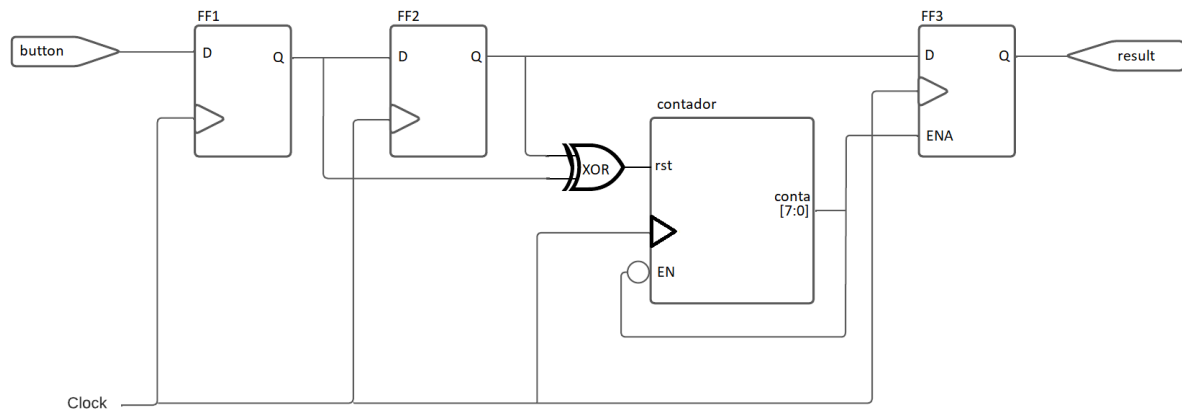 FF1
FF2
FF3
button
D
Q
D
Q
D
Q
result
contador
ENA
XOR
rst
conta
[7:0]
EN
Clock